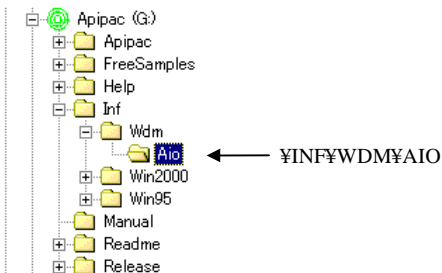 Apipac (G:)
Apipac
FreeSamples
Help
Inf
Wdm
Aio
¥INF¥WDM¥AIO
Win2000
Win95
Manual
Readme
Release